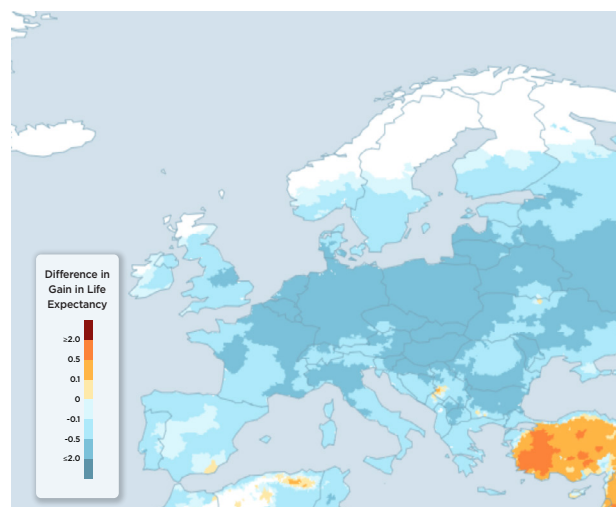 Difference in
Gain in Life
Expectancy
≥2.0
0.5
0.1
0
-0.1
-0.5
≤2.0